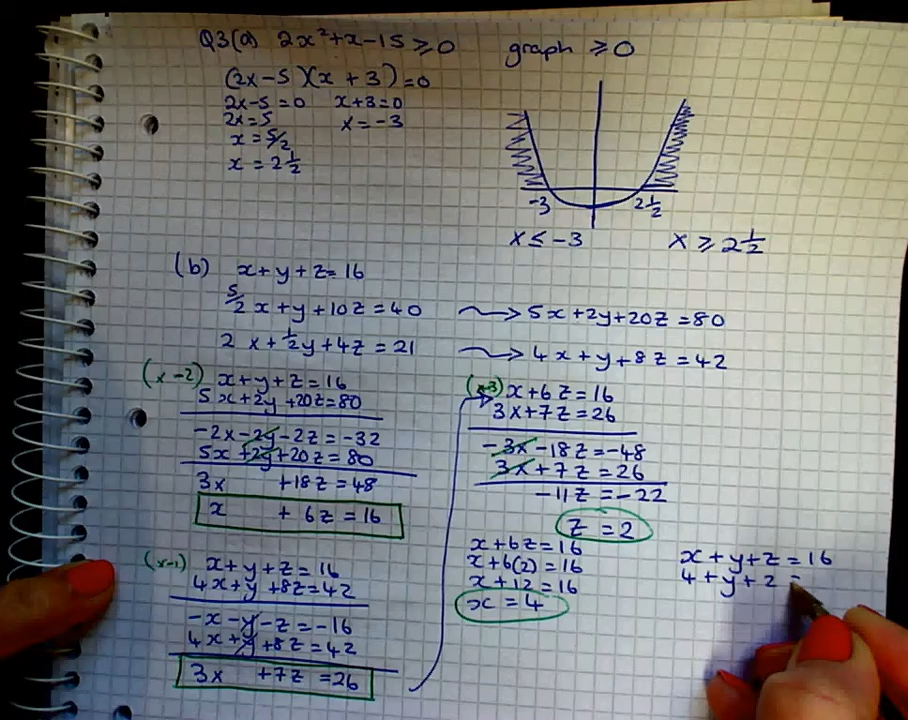 Q3(a) 2x²+x-15 ≥ 0
graph ≥ 0
(2x-5)(x+3)=0
2x-5=0 x+3=0
2x=5 x=-3
x=5/2
x=2½
-3 2½
x ≤ -3 x ≥ 2½
(b) x+y+z=16
5/2 x+y+10z=40 → 5x+2y+20z=80
2x+½y+4z=21 → 4x+y+8z=42
(x-2) x+y+z=16
5x+2y+20z=80
-2x-2y-2z=-32
5x+2y+20z=80
3x +18z=48
x + 6z=16
(x-1) x+y+z=16
4x+y+8z=42
-x-y-z=-16
4x+y+8z=42
3x +7z=26
(x-3) x+6z=16
3x+7z=26
-3x-18z=-48
3x+7z=26
-11z=-22
z=2
x+6z=16
x+6(2)=16
x+12=16
x=4
x+y+z=16
4+y+2=